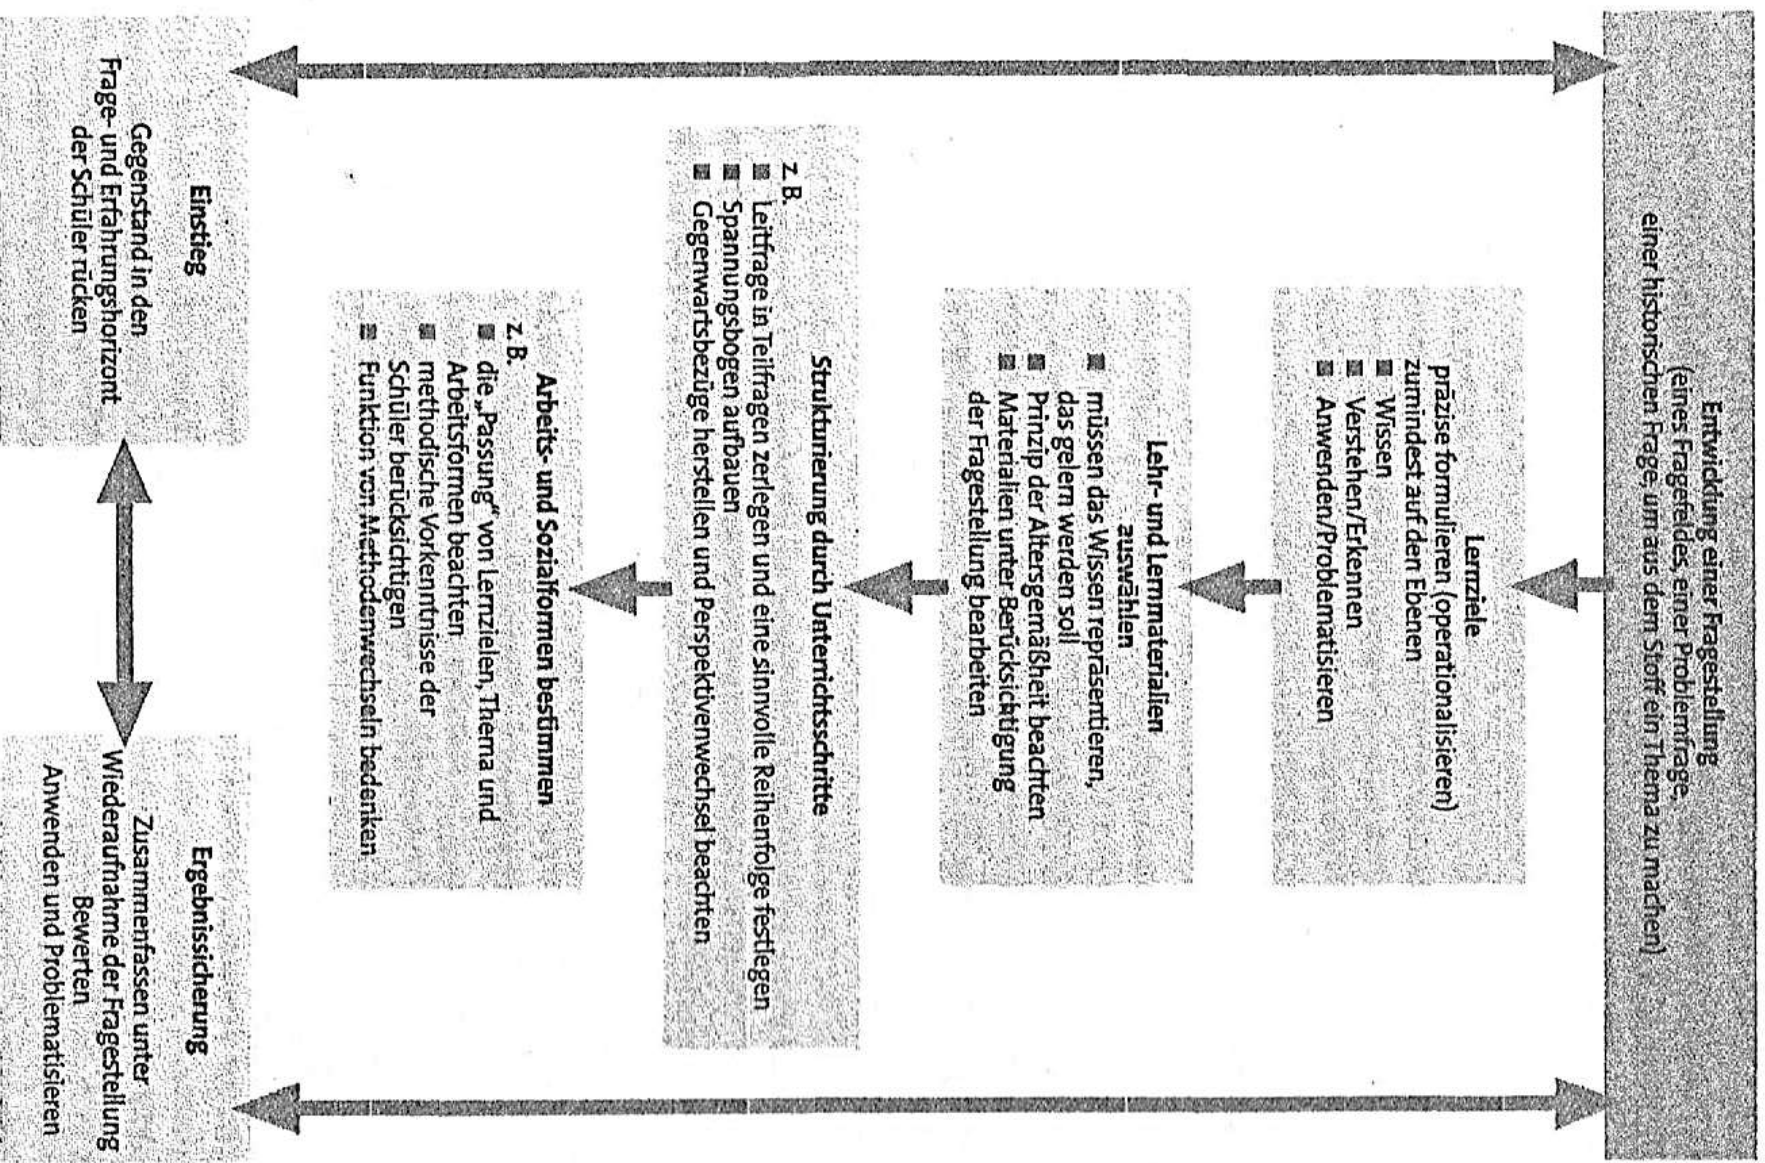 Entwicklung einer Fragestellung
(eines Fragefeldes, einer Problemfrage,
einer historischen Frage, um aus dem Stoff ein Thema zu machen)
Lernziele
präzise formulieren (operationalisieren)
zumindest auf den Ebenen
■ Wissen
■ Verstehen/Erkennen
■ Anwenden/Problematisieren
Lehr- und Lernmaterialien
auswählen
■ müssen das Wissen repräsentieren,
das gelern werden soll
■ Prinzip der Altersgemäßheit beachten
■ Materialien unter Berücksichtigung
der Fragestellung bearbeiten
Strukturierung durch Unterrichtsschritte
z. B.
■ Leitfrage in Teilfragen zerlegen und eine sinnvolle Reihenfolge festlegen
■ Spannungsbogen aufbauen
■ Gegenwartsbezüge herstellen und Perspektivenwechsel beachten
Arbeits- und Sozialformen bestimmen
z. B.
■ die „Passung“ von Lernzielen, Thema und
Arbeitsformen beachten
■ methodische Vorkenntnisse der
Schüler berücksichtigen
■ Funktion von Methodenwechseln bedenken
Einstieg
Gegenstand in den
Frage- und Erfahrungshorizont
der Schüler rücken
Ergebnissicherung
Zusammenfassen unter
Wiederaufnahme der Fragestellung
Bewerten
Anwenden und Problematisieren